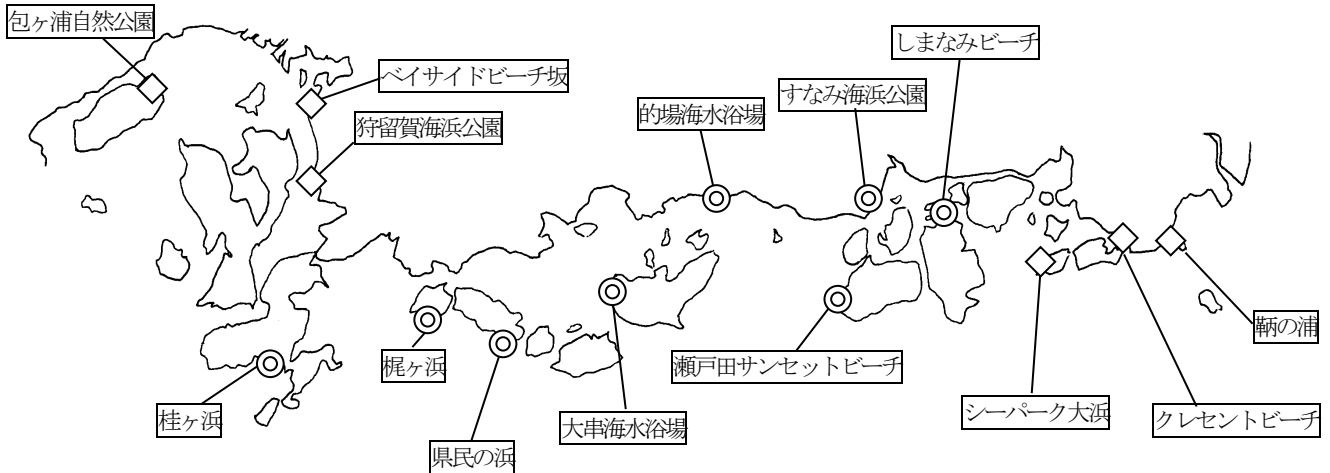 包ヶ浦自然公園
ベイサイドビーチ坂
狩留賀海浜公園
的場海水浴場
すなみ海浜公園
しまなみビーチ
鞆の浦
梶ヶ浜
瀬戸田サンセットビーチ
桂ヶ浜
県民の浜
大串海水浴場
シーパーク大浜
クレセントビーチ